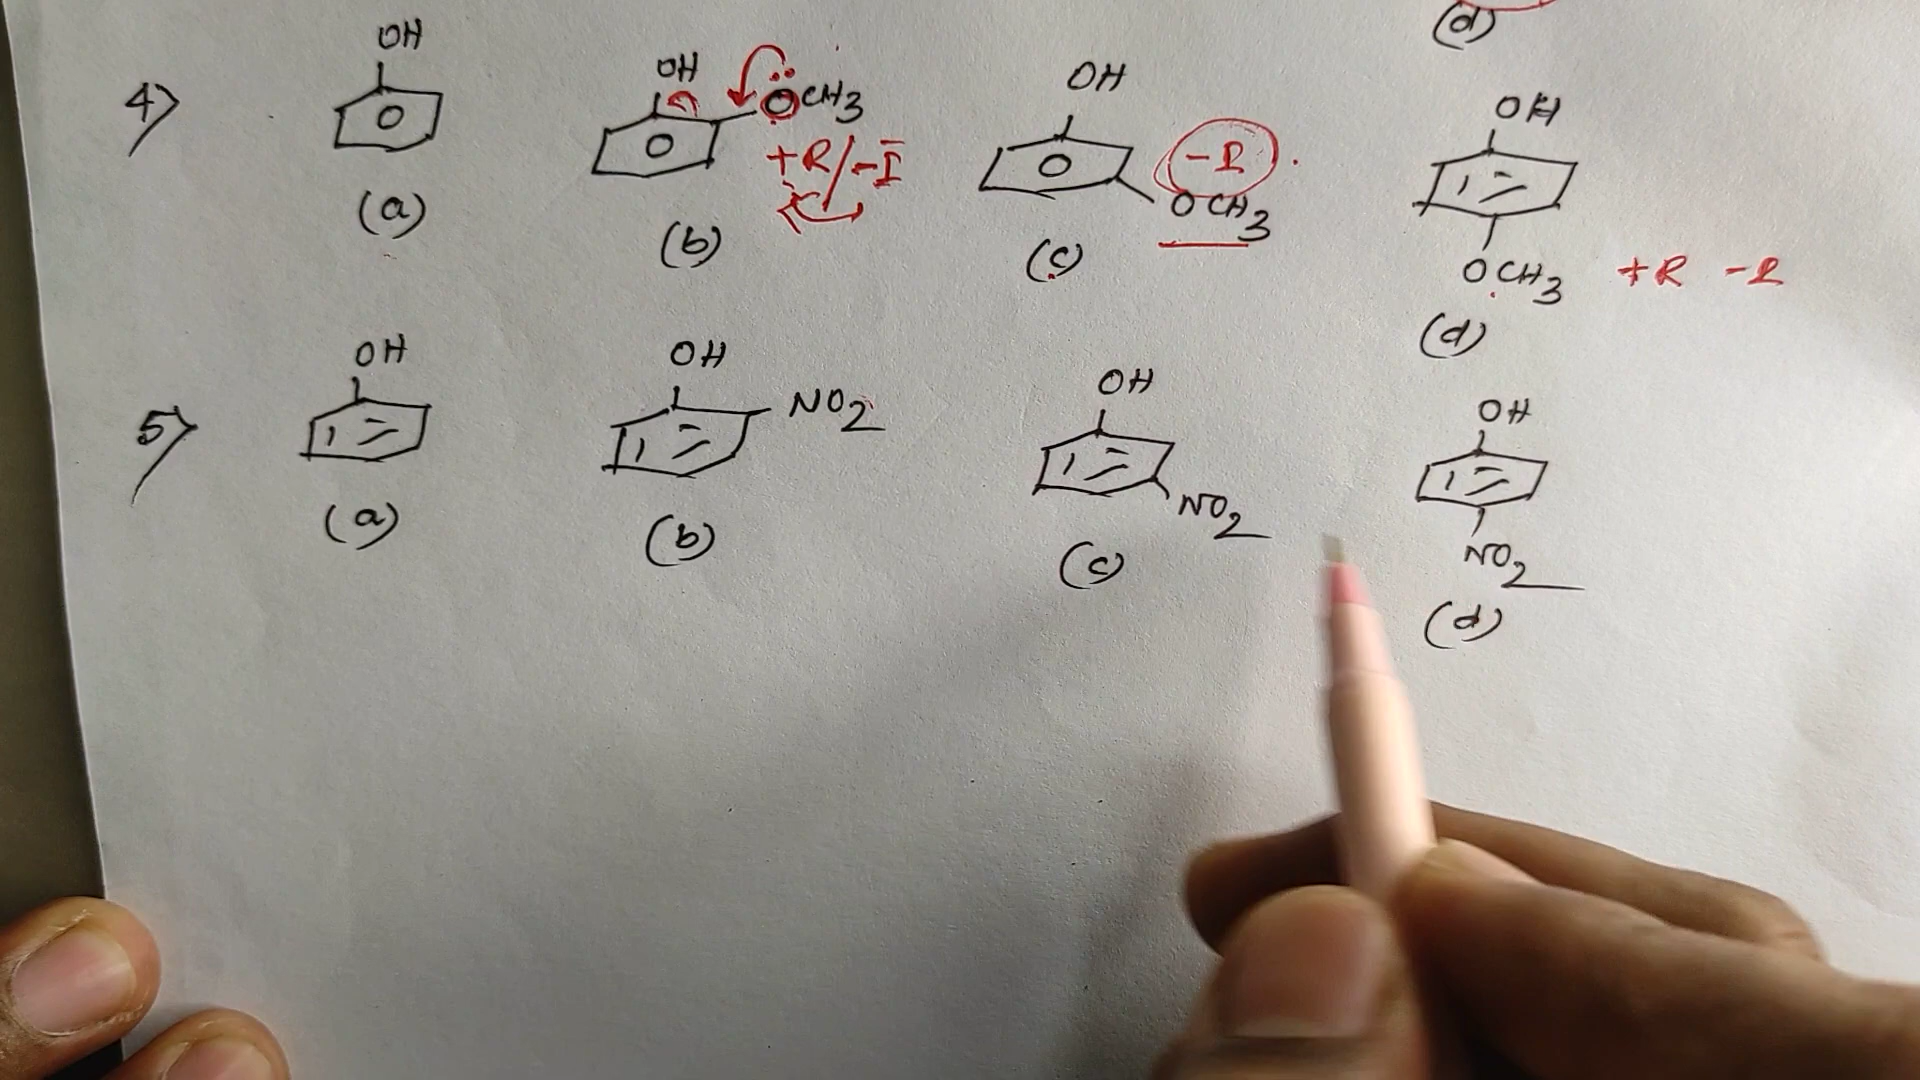 (d)
4)
OH
(a)
OH
OCH3
+R/-I
(b)
OH
-I
OCH3
(c)
OH
OCH3
+R -I
(d)
5)
OH
(a)
OH
NO2
(b)
OH
NO2
(c)
OH
NO2
(d)